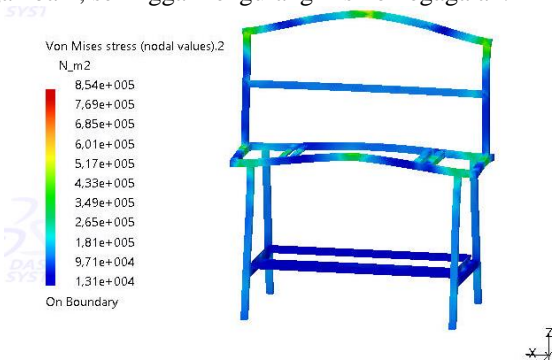 Von Mises stress (nodal values).2
N_m2
8,54e+005
7,69e+005
6,85e+005
6,01e+005
5,17e+005
4,33e+005
3,49e+005
2,65e+005
1,81e+005
9,71e+004
1,31e+004
On Boundary
Z
X